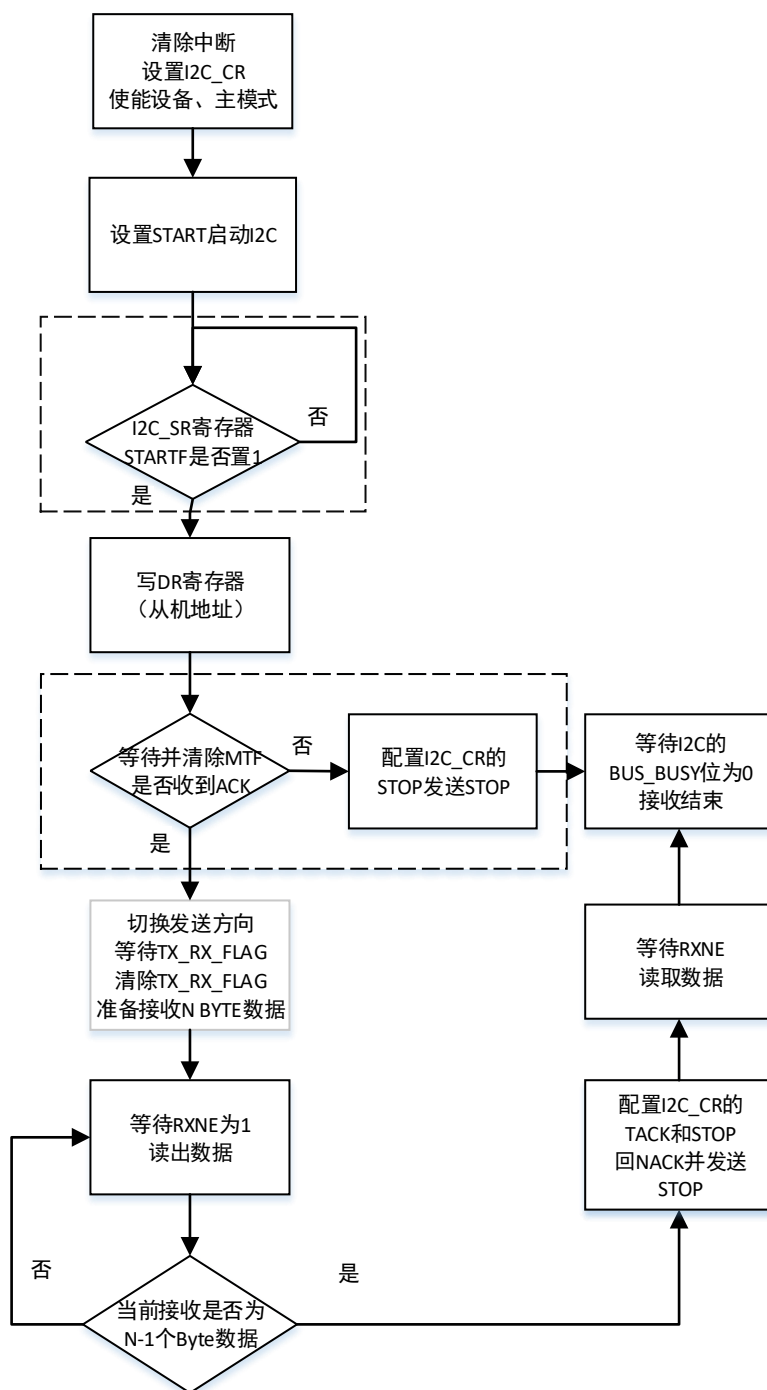 清除中断
设置I2C_CR
使能设备、主模式
设置START启动I2C
否
I2C_SR寄存器
STARTF是否置1
是
写DR寄存器
（从机地址）
等待并清除MTF
是否收到ACK
否
配置I2C_CR的
STOP发送STOP
等待I2C的
BUS_BUSY位为0
接收结束
是
切换发送方向
等待TX_RX_FLAG
清除TX_RX_FLAG
准备接收N BYTE数据
等待RXNE
读取数据
等待RXNE为1
读出数据
配置I2C_CR的
TACK和STOP
回NACK并发送
STOP
否
是
当前接收是否为
N-1个Byte数据